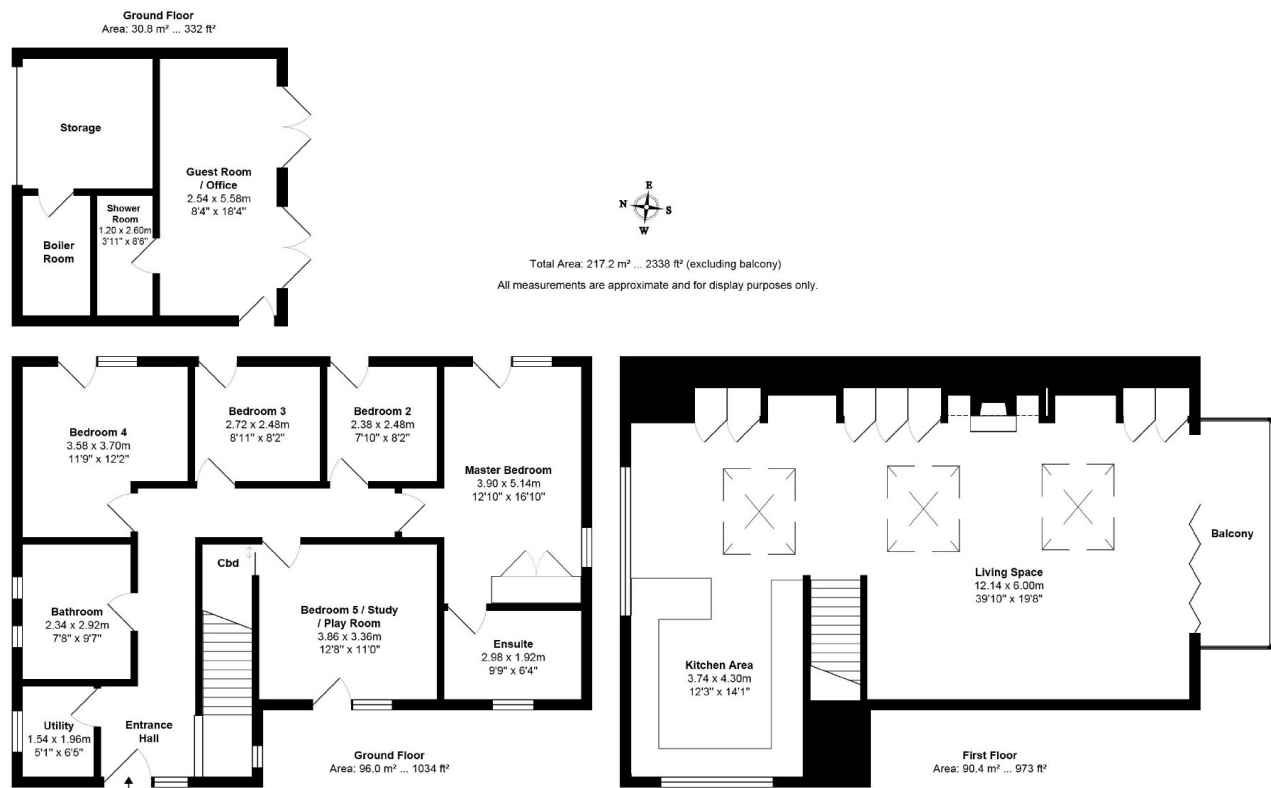 Ground Floor
Area: 30.8 m² ... 332 ft²
Storage
Guest Room
/ Office
2.54 x 5.58m
8'4" x 18'4"
Shower
Room
1.20 x 2.60m
3'11" x 8'6"
Boiler
Room
E
N
S
W
Total Area: 217.2 m² ... 2338 ft² (excluding balcony)
All measurements are approximate and for display purposes only.
Bedroom 4
3.58 x 3.70m
11'9" x 12'2"
Bedroom 3
2.72 x 2.48m
8'11" x 8'2"
Bedroom 2
2.38 x 2.48m
7'10" x 8'2"
Master Bedroom
3.90 x 5.14m
12'10" x 16'10"
Cbd
Bathroom
2.34 x 2.92m
7'8" x 9'7"
Bedroom 5 / Study
/ Play Room
3.86 x 3.36m
12'8" x 11'0"
Ensuite
2.98 x 1.92m
9'9" x 6'4"
Utility
1.54 x 1.96m
5'1" x 6'5"
Entrance
Hall
Ground Floor
Area: 96.0 m² ... 1034 ft²
Balcony
Living Space
12.14 x 6.00m
39'10" x 19'8"
Kitchen Area
3.74 x 4.30m
12'3" x 14'1"
First Floor
Area: 90.4 m² ... 973 ft²